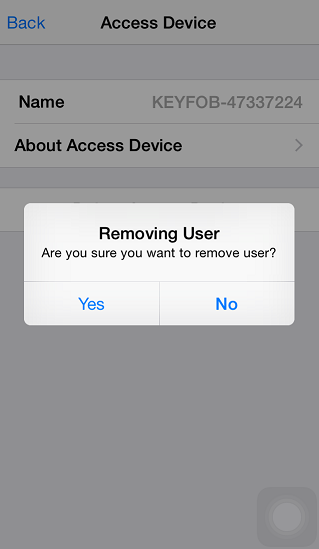 Back Access Device
Name KEYFOB-47337224
About Access Device
Removing User
Are you sure you want to remove user?
Yes No